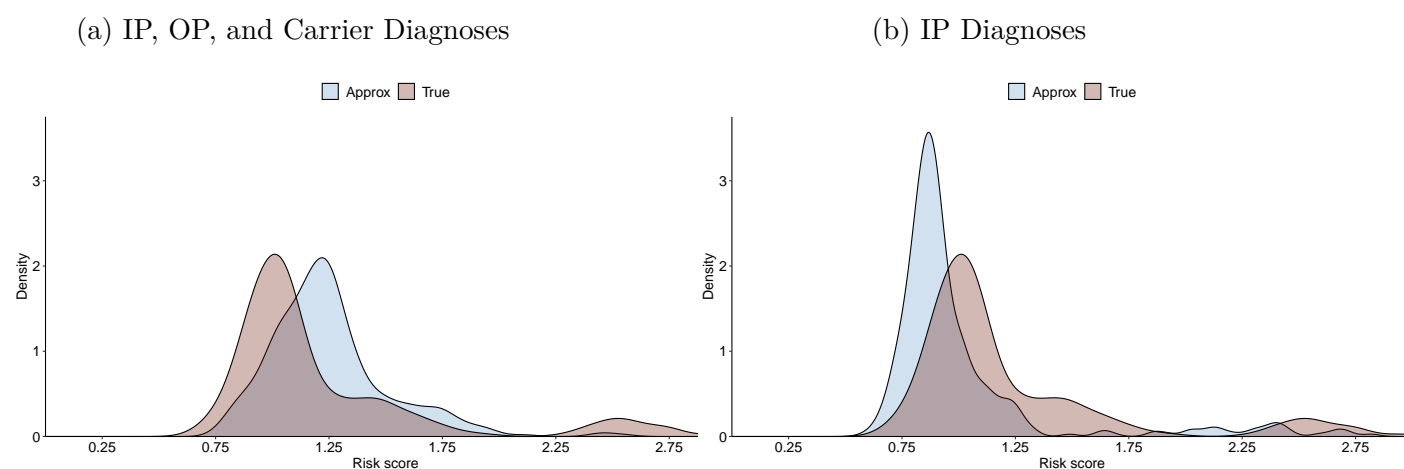 (a) IP, OP, and Carrier Diagnoses
Approx True
Density
3
2
1
0
0.25 0.75 1.25 1.75 2.25 2.75
Risk score
(b) IP Diagnoses
Approx True
Density
3
2
1
0
0.25 0.75 1.25 1.75 2.25 2.75
Risk score